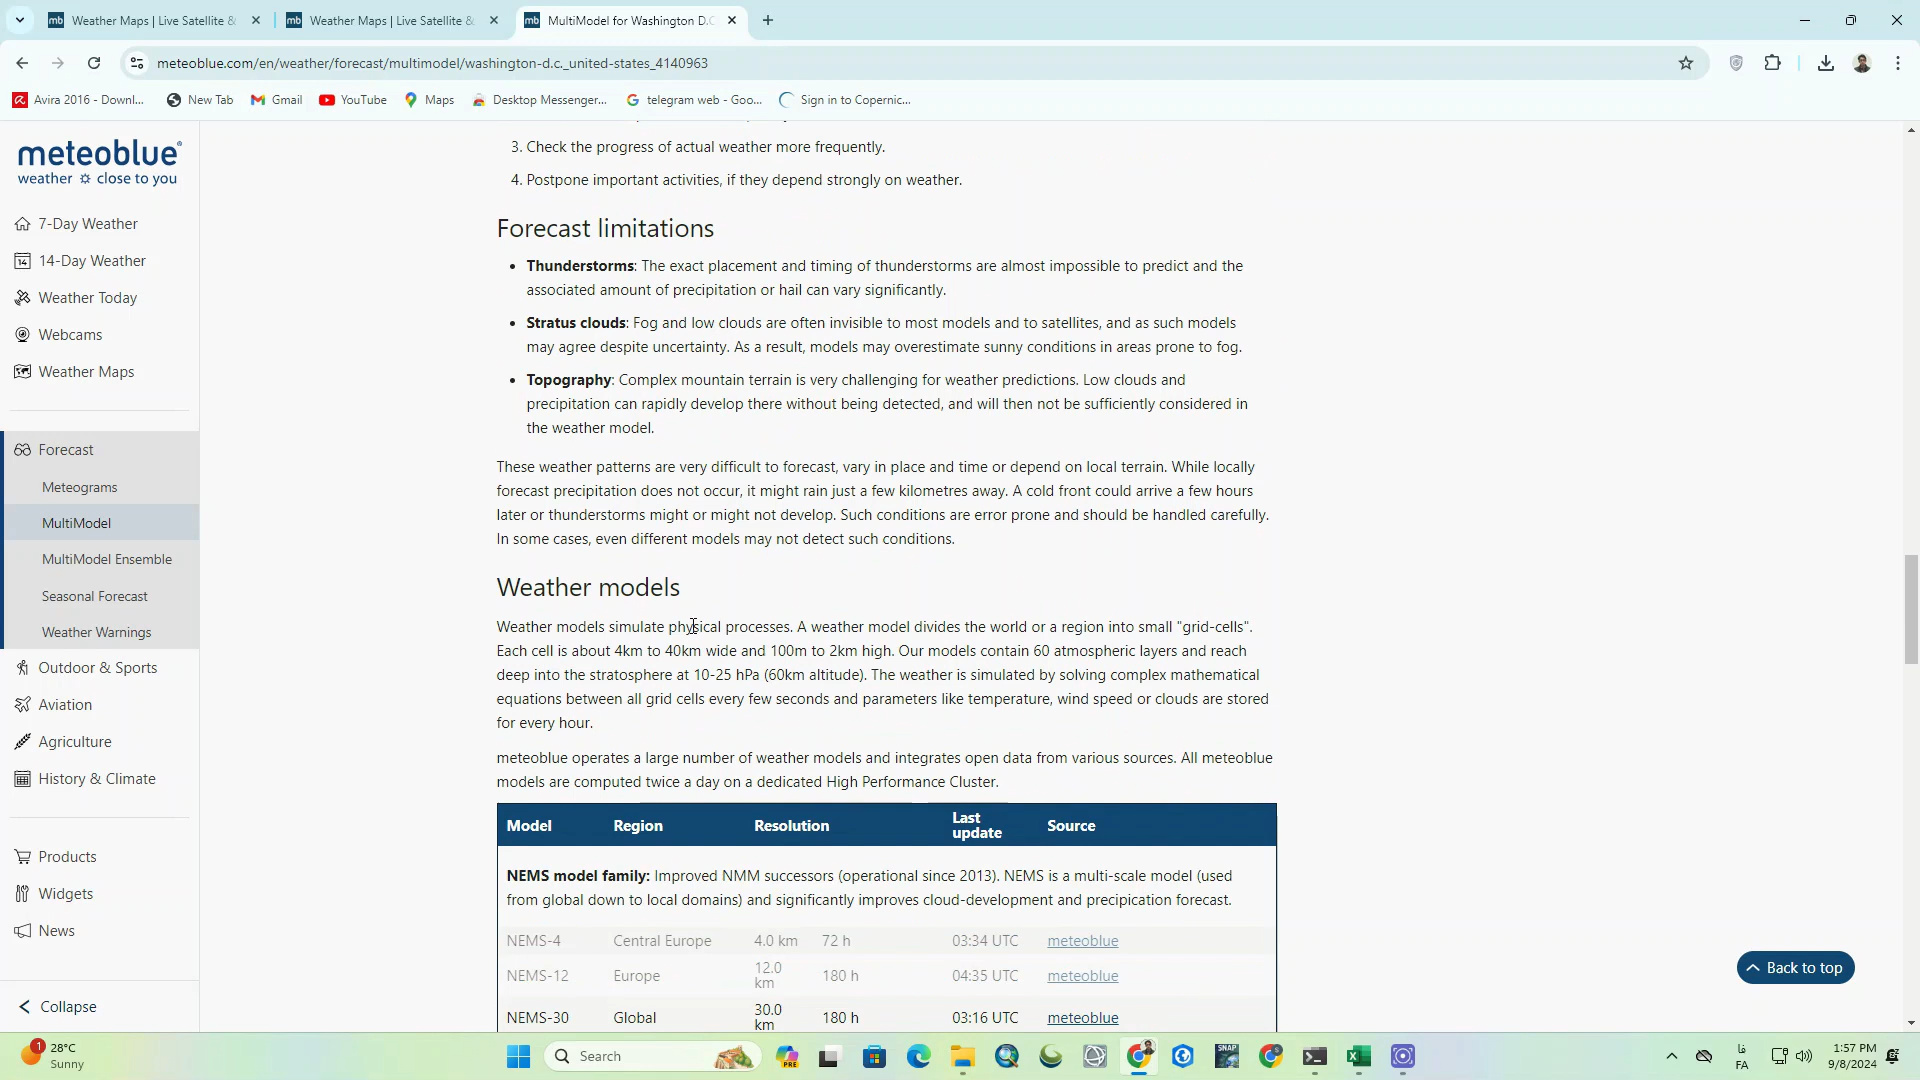 Weather Maps | Live Satellite &
Weather Maps | Live Satellite &
MultiModel for Washington D.C
meteoblue.com/en/weather/forecast/multimodel/washington-d.c._united-states_4140963
Avira 2016 - Downl...
New Tab
Gmail
YouTube
Maps
Desktop Messenger...
telegram web - Goo...
Sign in to Copernic...
meteoblue®
weather ☼ close to you
7-Day Weather
14-Day Weather
Weather Today
Webcams
Weather Maps
Forecast
Meteograms
MultiModel
MultiModel Ensemble
Seasonal Forecast
Weather Warnings
Outdoor & Sports
Aviation
Agriculture
History & Climate
Products
Widgets
News
Collapse
3. Check the progress of actual weather more frequently.
4. Postpone important activities, if they depend strongly on weather.
Forecast limitations
• Thunderstorms: The exact placement and timing of thunderstorms are almost impossible to predict and the
associated amount of precipitation or hail can vary significantly.
• Stratus clouds: Fog and low clouds are often invisible to most models and to satellites, and as such models
may agree despite uncertainty. As a result, models may overestimate sunny conditions in areas prone to fog.
• Topography: Complex mountain terrain is very challenging for weather predictions. Low clouds and
precipitation can rapidly develop there without being detected, and will then not be sufficiently considered in
the weather model.
These weather patterns are very difficult to forecast, vary in place and time or depend on local terrain. While locally
forecast precipitation does not occur, it might rain just a few kilometres away. A cold front could arrive a few hours
later or thunderstorms might or might not develop. Such conditions are error prone and should be handled carefully.
In some cases, even different models may not detect such conditions.
Weather models
Weather models simulate physical processes. A weather model divides the world or a region into small "grid-cells".
Each cell is about 4km to 40km wide and 100m to 2km high. Our models contain 60 atmospheric layers and reach
deep into the stratosphere at 10-25 hPa (60km altitude). The weather is simulated by solving complex mathematical
equations between all grid cells every few seconds and parameters like temperature, wind speed or clouds are stored
for every hour.
meteoblue operates a large number of weather models and integrates open data from various sources. All meteoblue
models are computed twice a day on a dedicated High Performance Cluster.
Model Region Resolution Last update Source
NEMS model family: Improved NMM successors (operational since 2013). NEMS is a multi-scale model (used
from global down to local domains) and significantly improves cloud-development and precipication forecast.
NEMS-4 Central Europe 4.0 km 72 h 03:34 UTC meteoblue
NEMS-12 Europe 12.0 km 180 h 04:35 UTC meteoblue
NEMS-30 Global 30.0 km 180 h 03:16 UTC meteoblue
Back to top
1
28°C
Sunny
Search
PRE
SNAP
فا
FA
1:57 PM
9/8/2024